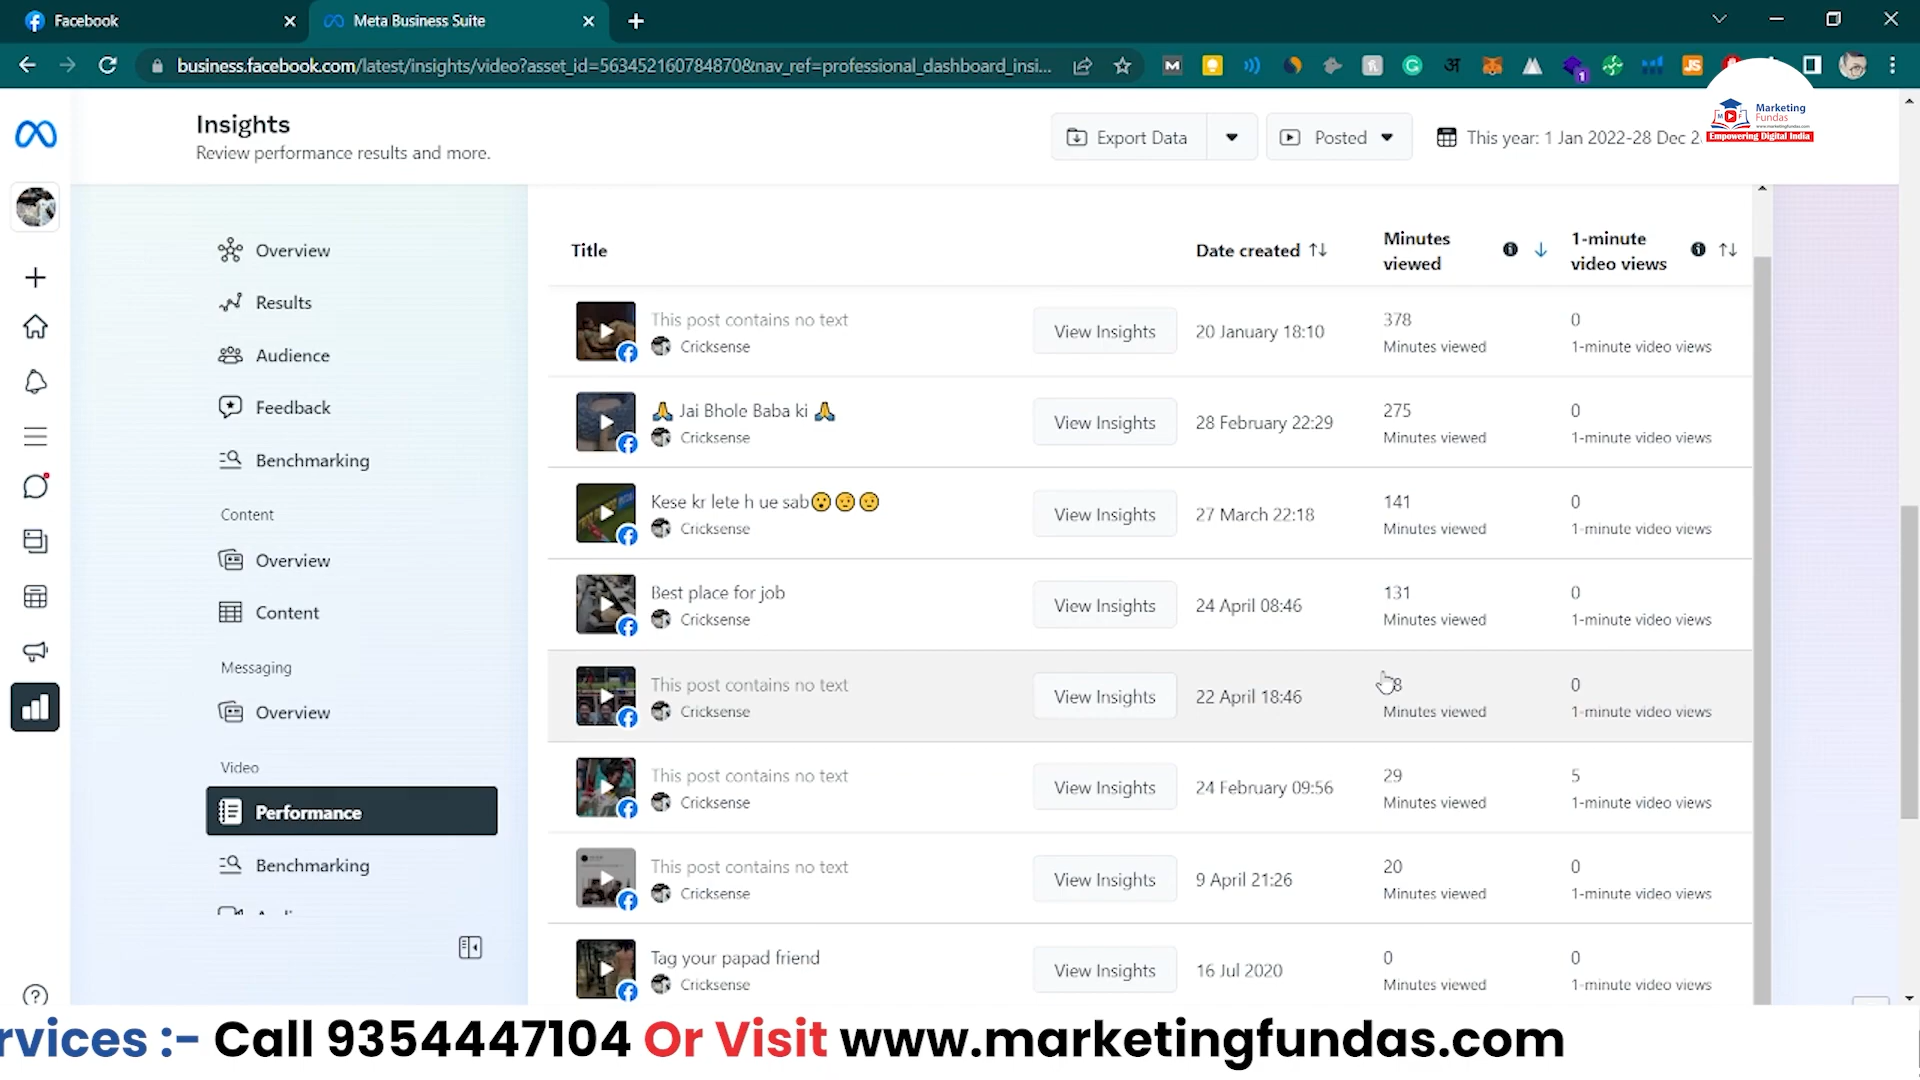 Facebook
Meta Business Suite
business.facebook.com/latest/insights/video?asset_id=563452160784870&nav_ref=professional_dashboard_insi...
Insights
Review performance results and more.
Export Data
Posted
This year: 1 Jan 2022-28 Dec 2
Marketing
Fundas
Empowering Digital India
Overview
Results
Audience
Feedback
Benchmarking
Content
Overview
Content
Messaging
Overview
Video
Performance
Benchmarking
Title
Date created
Minutes viewed
1-minute video views
This post contains no text
Cricksense
View Insights
20 January 18:10
378
Minutes viewed
0
1-minute video views
🙏 Jai Bhole Baba ki 🙏
Cricksense
View Insights
28 February 22:29
275
Minutes viewed
0
1-minute video views
Kese kr lete h ue sab😮🤨🤨
Cricksense
View Insights
27 March 22:18
141
Minutes viewed
0
1-minute video views
Best place for job
Cricksense
View Insights
24 April 08:46
131
Minutes viewed
0
1-minute video views
This post contains no text
Cricksense
View Insights
22 April 18:46
Minutes viewed
0
1-minute video views
This post contains no text
Cricksense
View Insights
24 February 09:56
29
Minutes viewed
5
1-minute video views
This post contains no text
Cricksense
View Insights
9 April 21:26
20
Minutes viewed
0
1-minute video views
Tag your papad friend
Cricksense
View Insights
16 Jul 2020
0
Minutes viewed
0
1-minute video views
rvices :- Call 9354447104 Or Visit www.marketingfundas.com